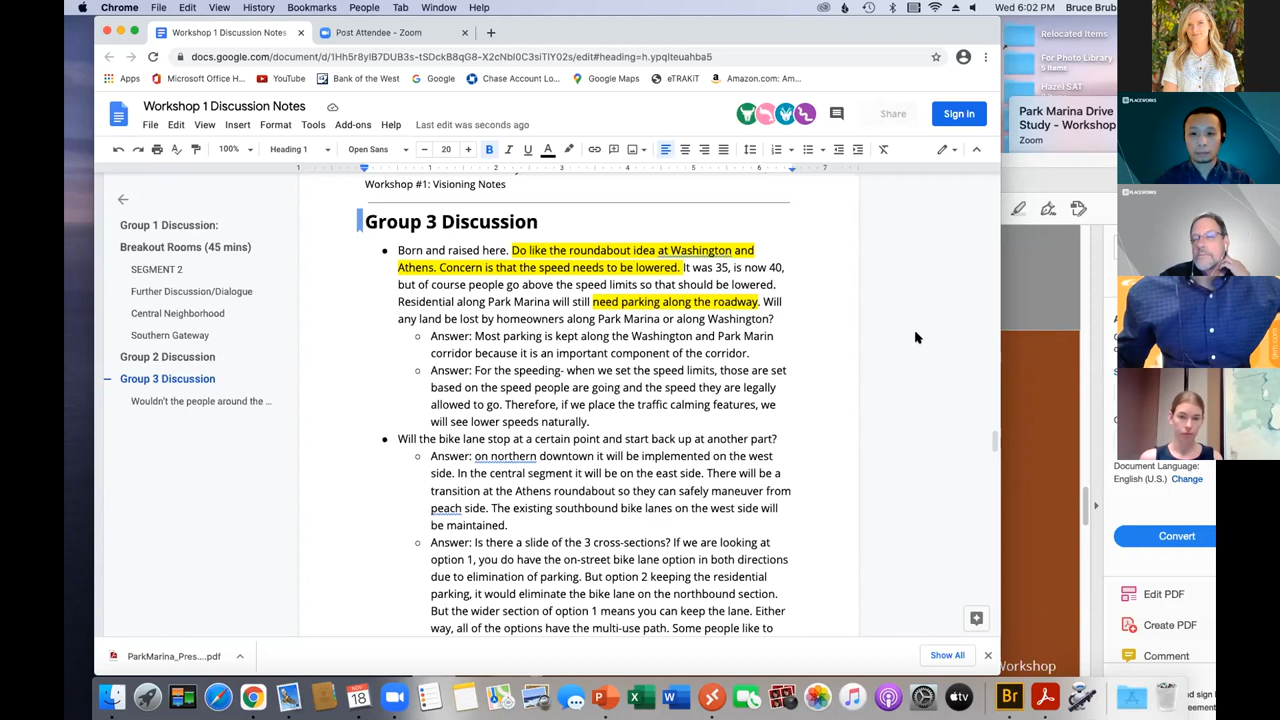 Chrome File Edit View History Bookmarks People Tab Window Help
Wed 6:02 PM Bruce Brub
Workshop 1 Discussion Notes
Post Attendee - Zoom
Apps Microsoft Office H... YouTube Bank of the West Google Chase Account Lo... Google Maps eTRAKiT Amazon.com: Am...
Workshop 1 Discussion Notes
File Edit View Insert Format Tools Add-ons Help Last edit was seconds ago
Share
Sign in
100% Heading 1 Open Sans 20
B I U A
1 1 2 3 4 5 6 7
Group 1 Discussion:
Breakout Rooms (45 mins)
SEGMENT 2
Further Discussion/Dialogue
Central Neighborhood
Southern Gateway
Group 2 Discussion
Group 3 Discussion
Wouldn't the people around the ...
Workshop #1: Visioning Notes
Group 3 Discussion
Born and raised here. Do like the roundabout idea at Washington and
Athens. Concern is that the speed needs to be lowered. It was 35, is now 40,
but of course people go above the speed limits so that should be lowered.
Residential along Park Marina will still need parking along the roadway. Will
any land be lost by homeowners along Park Marina or along Washington?
Answer: Most parking is kept along the Washington and Park Marin
corridor because it is an important component of the corridor.
Answer: For the speeding- when we set the speed limits, those are set
based on the speed people are going and the speed they are legally
allowed to go. Therefore, if we place the traffic calming features, we
will see lower speeds naturally.
Will the bike lane stop at a certain point and start back up at another part?
Answer: on northern downtown it will be implemented on the west
side. In the central segment it will be on the east side. There will be a
transition at the Athens roundabout so they can safely maneuver from
peach side. The existing southbound bike lanes on the west side will
be maintained.
Answer: Is there a slide of the 3 cross-sections? If we are looking at
option 1, you do have the on-street bike lane option in both directions
due to elimination of parking. But option 2 keeping the residential
parking, it would eliminate the bike lane on the northbound section.
But the wider section of option 1 means you can keep the lane. Either
way, all of the options have the multi-use path. Some people like to
ParkMarina_Pres....pdf
Show All
Relocated Items
For Photo Library
5 items
Hazel SAT
Park Marina Drive
Study - Workshop
Zoom
PLACEWORKS
PLACEWORKS
Document Language:
English (U.S.) Change
Convert
Edit PDF
Create PDF
Comment
Workshop
NOV
18
Br
tv